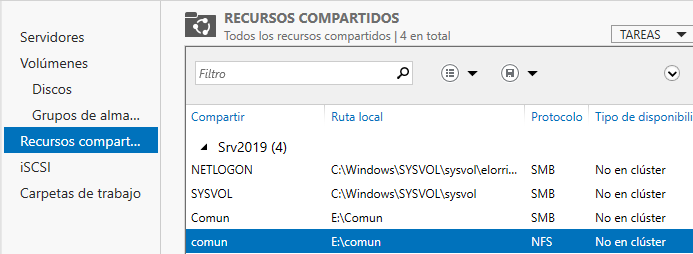 RECURSOS COMPARTIDOS
Todos los recursos compartidos | 4 en total
TAREAS
Servidores
Volúmenes
Discos
Grupos de alma...
Recursos compart...
iSCSI
Carpetas de trabajo
Filtro
Compartir Ruta local Protocolo Tipo de disponibili
Srv2019 (4)
NETLOGON C:\Windows\SYSVOL\sysvol\elorri... SMB No en clúster
SYSVOL C:\Windows\SYSVOL\sysvol SMB No en clúster
Comun E:\Comun SMB No en clúster
comun E:\comun NFS No en clúster